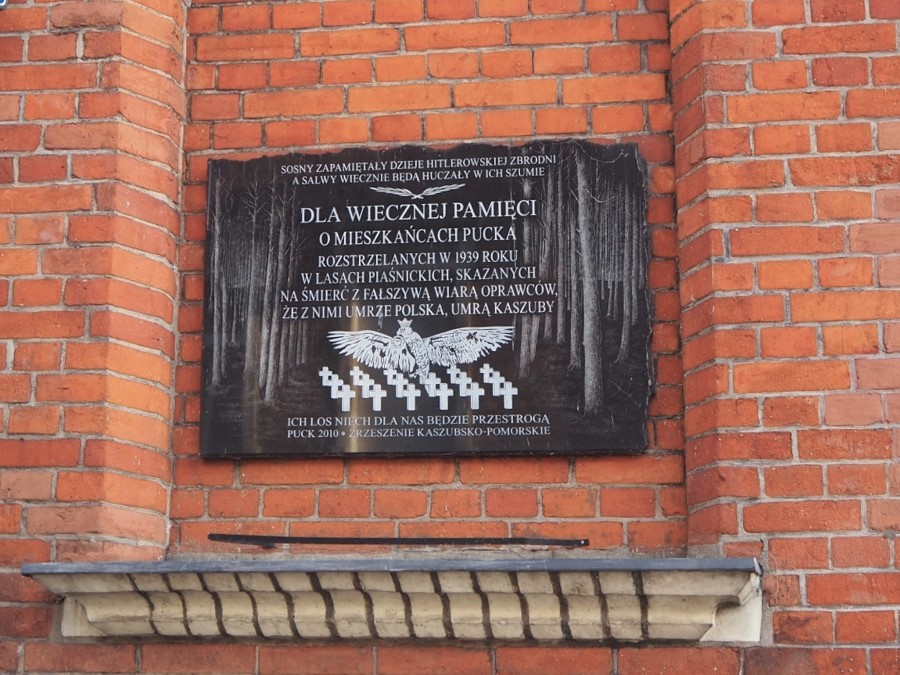 SOSNY ZAPAMIĘTAŁY DZIEJE HITLEROWSKIEJ ZBRODNI
A SALWY WIECZNIE BĘDĄ HUCZAŁY W ICH SZUMIE
DLA WIECZNEJ PAMIĘCI
O MIESZKAŃCACH PUCKA
ROZSTRZELANYCH W 1939 ROKU
W LASACH PIAŚNICKICH, SKAZANYCH
NA ŚMIERĆ Z FAŁSZYWĄ WIARĄ OPRAWCÓW,
ŻE Z NIMI UMRZE POLSKA, UMRĄ KASZUBY
ICH LOS NIECH DLA NAS BĘDZIE PRZESTROGĄ
PUCK 2010 • ZRZESZENIE KASZUBSKO-POMORSKIE